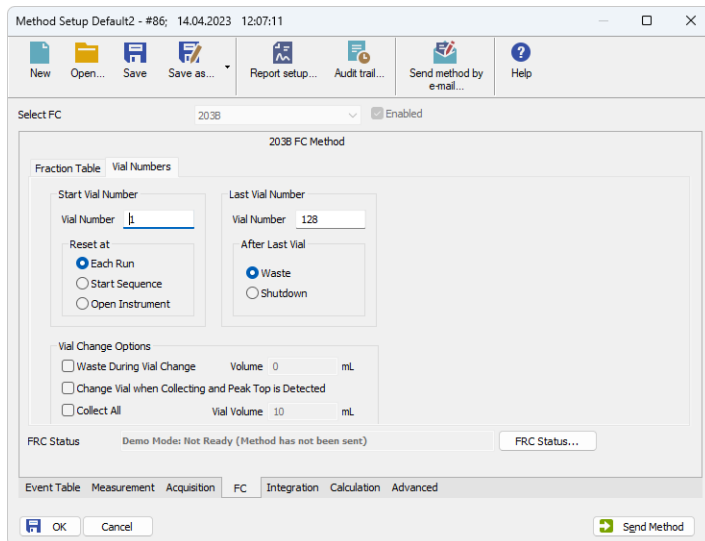 Method Setup Default2 - #86;  14.04.2023  12:07:11
New Open... Save Save as... Report setup... Audit trail... Send method by e-mail... Help
Select FC 203B Enabled
203B FC Method
Fraction Table Vial Numbers
Start Vial Number Last Vial Number
Vial Number 1 Vial Number 128
Reset at After Last Vial
Each Run Waste
Start Sequence Shutdown
Open Instrument
Vial Change Options
Waste During Vial Change Volume 0 mL
Change Vial when Collecting and Peak Top is Detected
Collect All Vial Volume 10 mL
FRC Status Demo Mode: Not Ready (Method has not been sent) FRC Status...
Event Table Measurement Acquisition FC Integration Calculation Advanced
OK Cancel Send Method